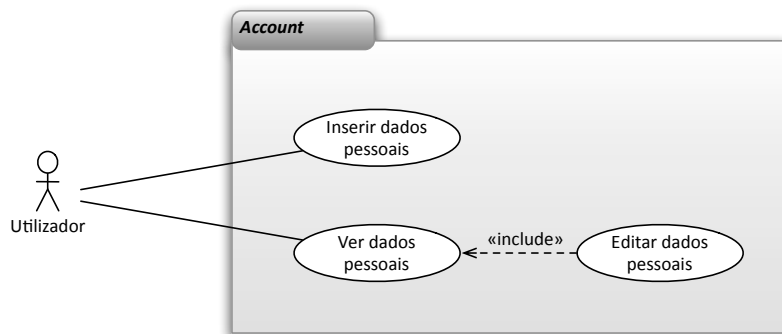 Account
Inserir dados
pessoais
Utilizador
Ver dados
pessoais
«include»
Editar dados
pessoais